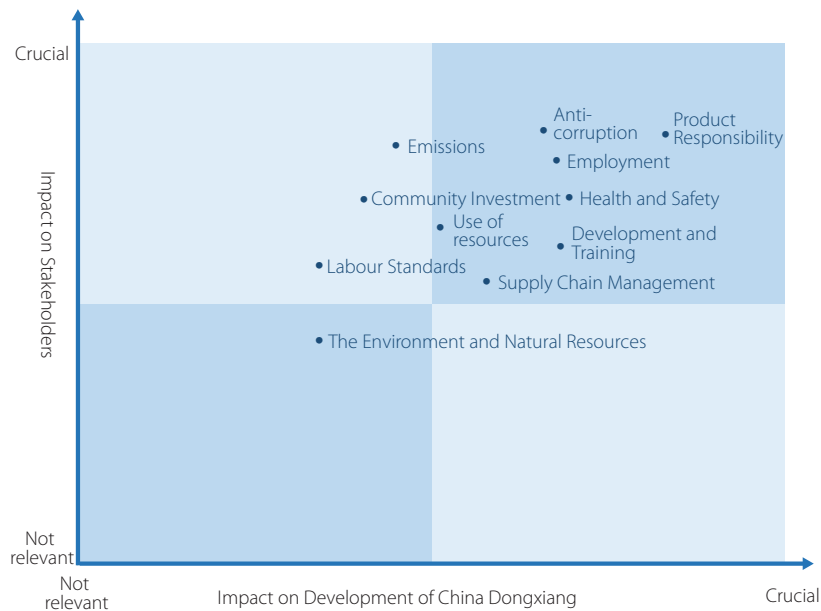 Crucial
Anti-
corruption
Product
Responsibility
Emissions
Employment
Community Investment
Health and Safety
Use of
resources
Development and
Training
Labour Standards
Supply Chain Management
The Environment and Natural Resources
Impact on Stakeholders
Not
relevant
Not
relevant
Impact on Development of China Dongxiang
Crucial